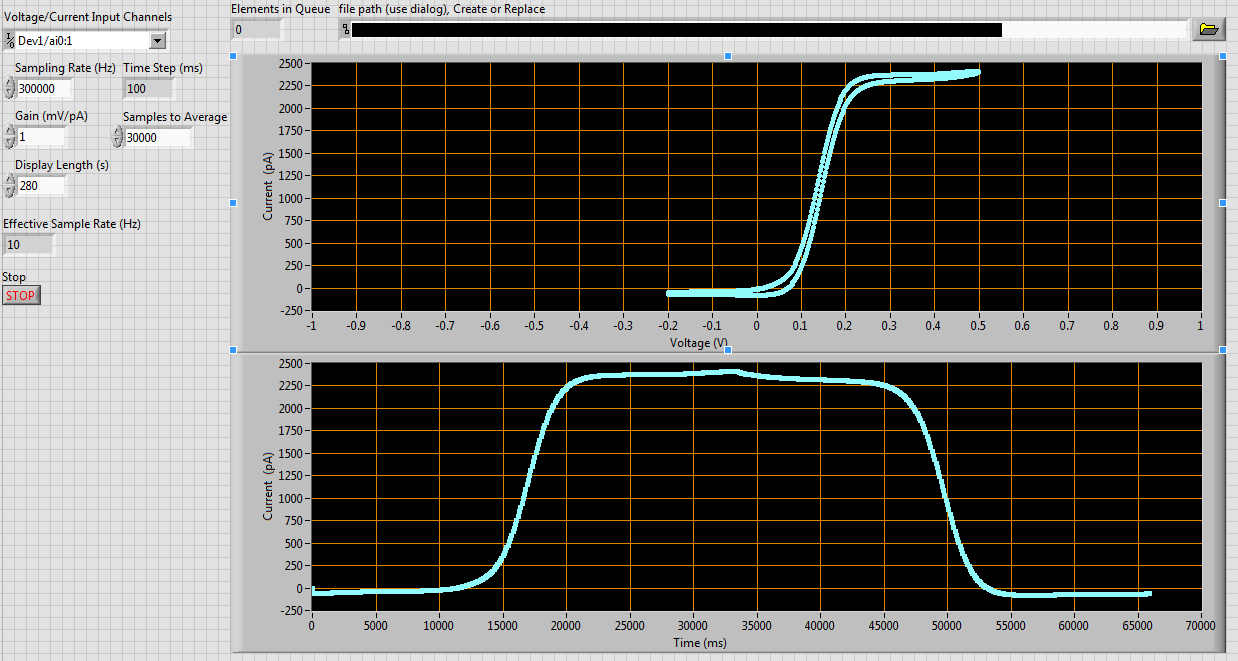 Voltage/Current Input Channels
Dev1/ai0:1
Sampling Rate (Hz) Time Step (ms)
300000 100
Gain (mV/pA) Samples to Average
1 30000
Display Length (s)
280
Effective Sample Rate (Hz)
10
Stop
STOP
Elements in Queue file path (use dialog), Create or Replace
0
2500
2250
2000
1750
1500
1250
1000
750
500
250
0
-250
Current (pA)
-1 -0.9 -0.8 -0.7 -0.6 -0.5 -0.4 -0.3 -0.2 -0.1 0 0.1 0.2 0.3 0.4 0.5 0.6 0.7 0.8 0.9 1
Voltage (V)
2500
2250
2000
1750
1500
1250
1000
750
500
250
0
-250
Current (pA)
0 5000 10000 15000 20000 25000 30000 35000 40000 45000 50000 55000 60000 65000 70000
Time (ms)